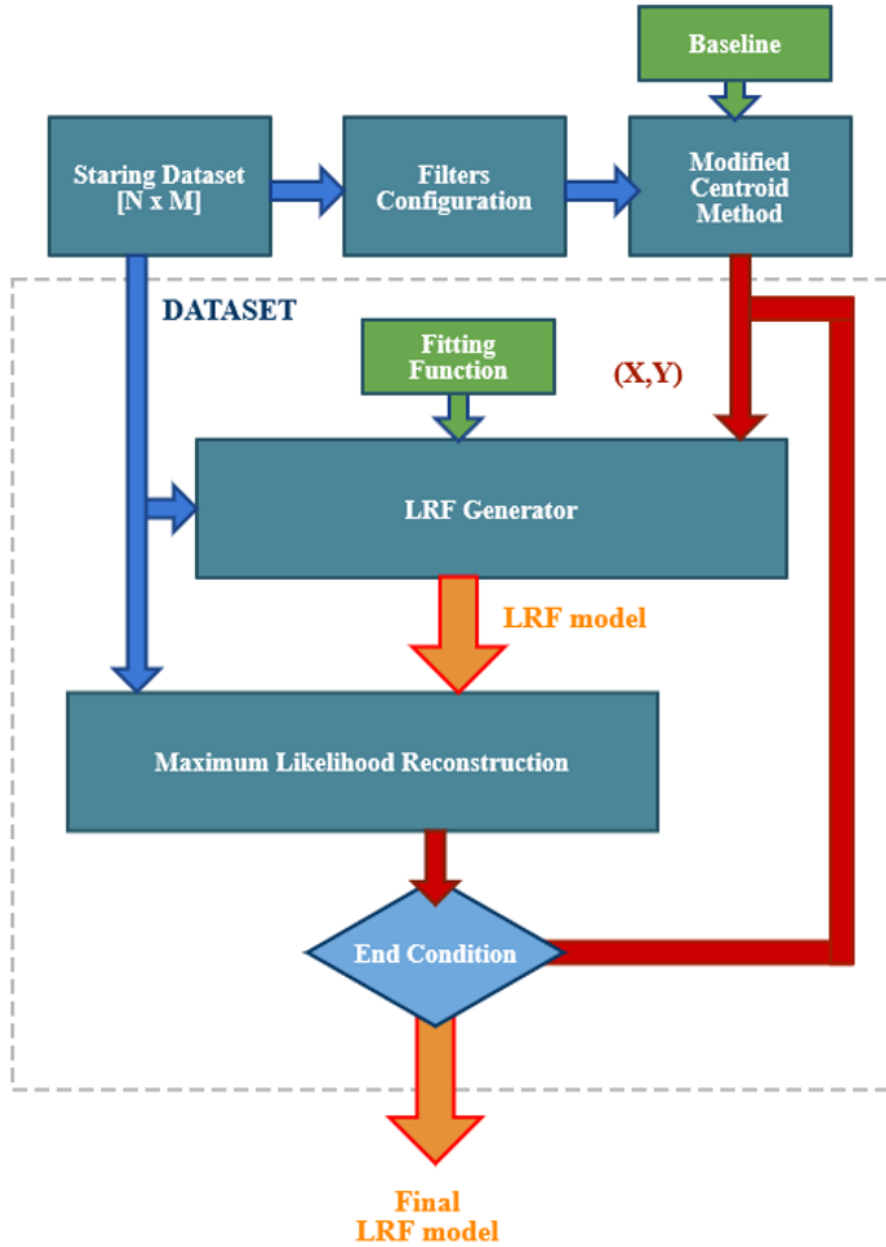 Baseline
Staring Dataset
[N x M]
Filters
Configuration
Modified
Centroid
Method
DATASET
Fitting
Function
(X,Y)
LRF Generator
LRF model
Maximum Likelihood Reconstruction
End Condition
Final
LRF model